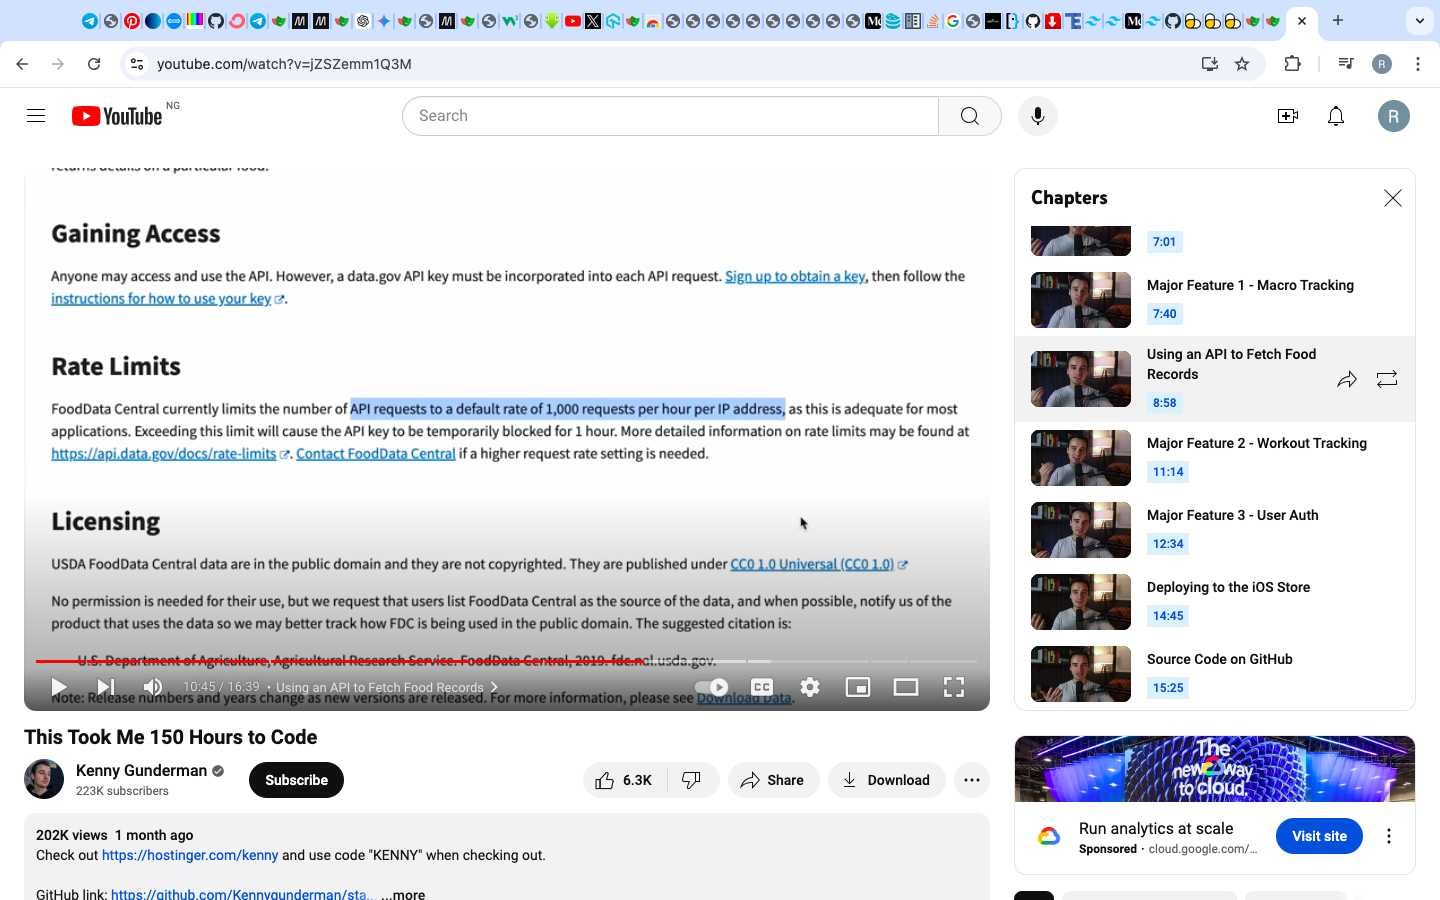 youtube.com/watch?v=jZSZemm1Q3M
R
YouTube NG
Search
R
returns details on a particular food.
Gaining Access
Anyone may access and use the API. However, a data.gov API key must be incorporated into each API request. Sign up to obtain a key, then follow the
instructions for how to use your key.
Rate Limits
FoodData Central currently limits the number of API requests to a default rate of 1,000 requests per hour per IP address, as this is adequate for most
applications. Exceeding this limit will cause the API key to be temporarily blocked for 1 hour. More detailed information on rate limits may be found at
https://api.data.gov/docs/rate-limits. Contact FoodData Central if a higher request rate setting is needed.
Licensing
USDA FoodData Central data are in the public domain and they are not copyrighted. They are published under CC0 1.0 Universal (CC0 1.0)
No permission is needed for their use, but we request that users list FoodData Central as the source of the data, and when possible, notify us of the
product that uses the data so we may better track how FDC is being used in the public domain. The suggested citation is:
U.S. Department of Agriculture, Agricultural Research Service. FoodData Central, 2019. fdc.nal.usda.gov.
10:45 / 16:39 • Using an API to Fetch Food Records
CC
Note: Release numbers and years change as new versions are released. For more information, please see Download Data.
Chapters
7:01
Major Feature 1 - Macro Tracking
7:40
Using an API to Fetch Food
Records
8:58
Major Feature 2 - Workout Tracking
11:14
Major Feature 3 - User Auth
12:34
Deploying to the iOS Store
14:45
Source Code on GitHub
15:25
This Took Me 150 Hours to Code
Kenny Gunderman
223K subscribers
Subscribe
6.3K
Share
Download
202K views 1 month ago
Check out https://hostinger.com/kenny and use code "KENNY" when checking out.
GitHub link: https://github.com/Kennygunderman/sta... ...more
The
new way
to cloud.
Run analytics at scale
Sponsored · cloud.google.com/...
Visit site